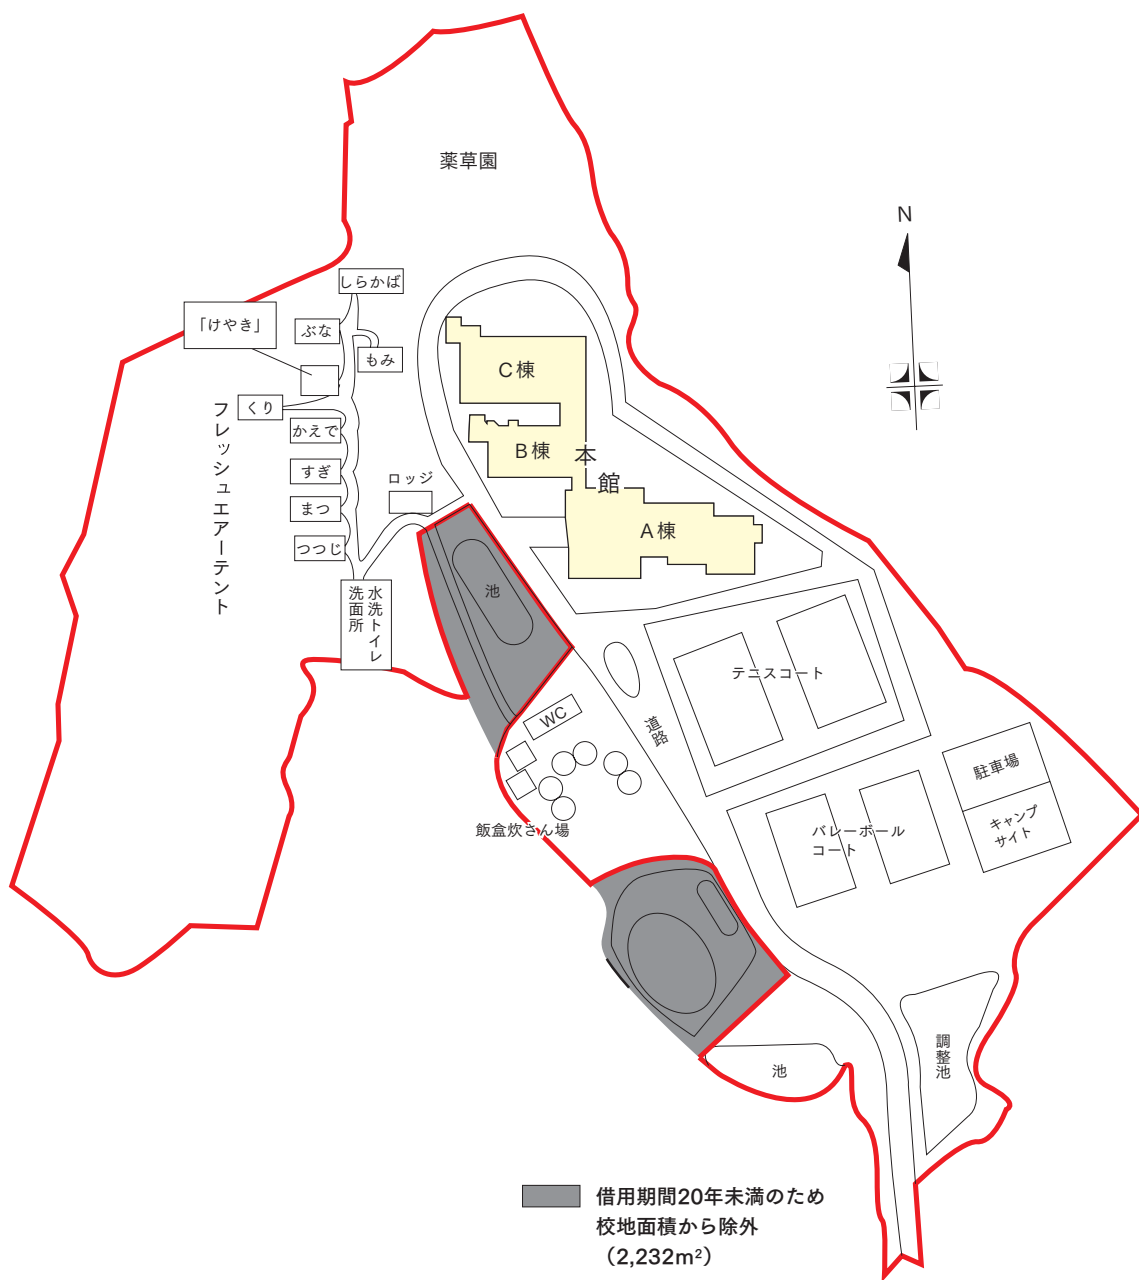 薬草園
N
しらかば
「けやき」
ぶな
もみ
くり
かえで
すぎ
まつ
つつじ
フレッシュエアーテント
ロッジ
水洗トイレ
洗面所
C棟
B棟
本館
A棟
池
テニスコート
道路
WC
飯盒炊さん場
駐車場
キャンプ
サイト
バレーボール
コート
調整池
池
借用期間20年未満のため
校地面積から除外
（2,232m²）